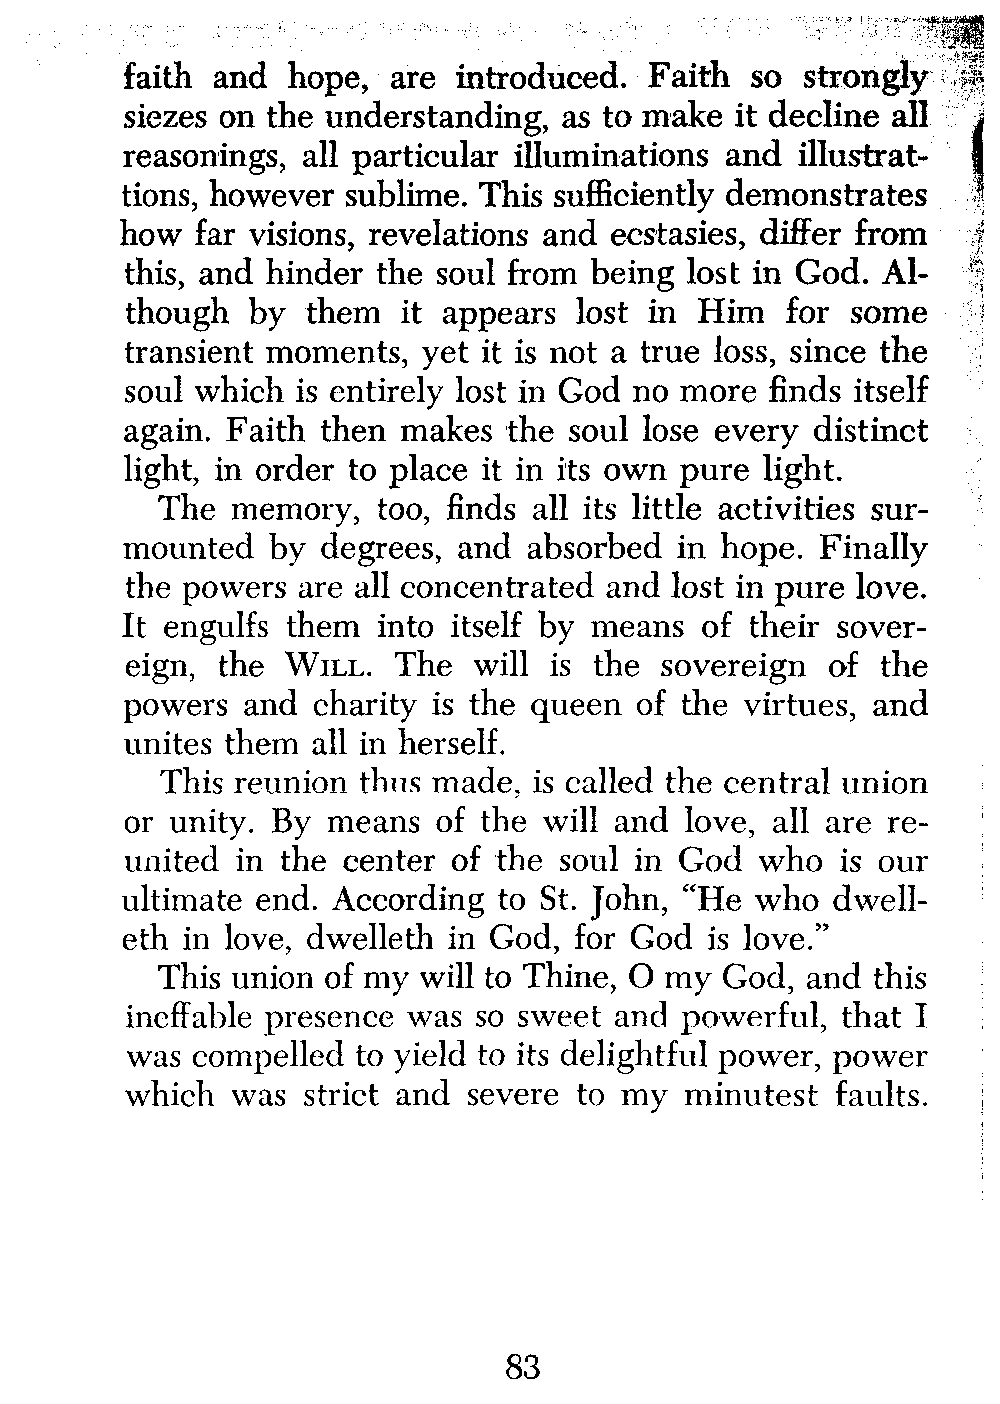 faith and hope, are introduced. Faith so strongly
siezes on the understanding, as to make it decline all
reasonings, all particular illuminations and illustrat-
tions, however sublime. This sufficiently demonstrates
how far visions, revelations and ecstasies, differ from
this, and hinder the soul from being lost in God. Al-
though by them it appears lost in Him for some
transient moments, yet it is not a true loss, since the
soul which is entirely lost in God no more finds itself
again. Faith then makes the soul lose every distinct
light, in order to place it in its own pure light.
The memory, too, finds all its little activities sur-
mounted by degrees, and absorbed in hope. Finally
the powers are all concentrated and lost in pure love.
It engulfs them into itself by means of their sover-
eign, the WILL. The will is the sovereign of the
powers and charity is the queen of the virtues, and
unites them all in herself.
This reunion thus made, is called the central union
or unity. By means of the will and love, all are re-
united in the center of the soul in God who is our
ultimate end. According to St. John, “He who dwell-
eth in love, dwelleth in God, for God is love.”
This union of my will to Thine, O my God, and this
ineffable presence was so sweet and powerful, that I
was compelled to yield to its delightful power, power
which was strict and severe to my minutest faults.
83